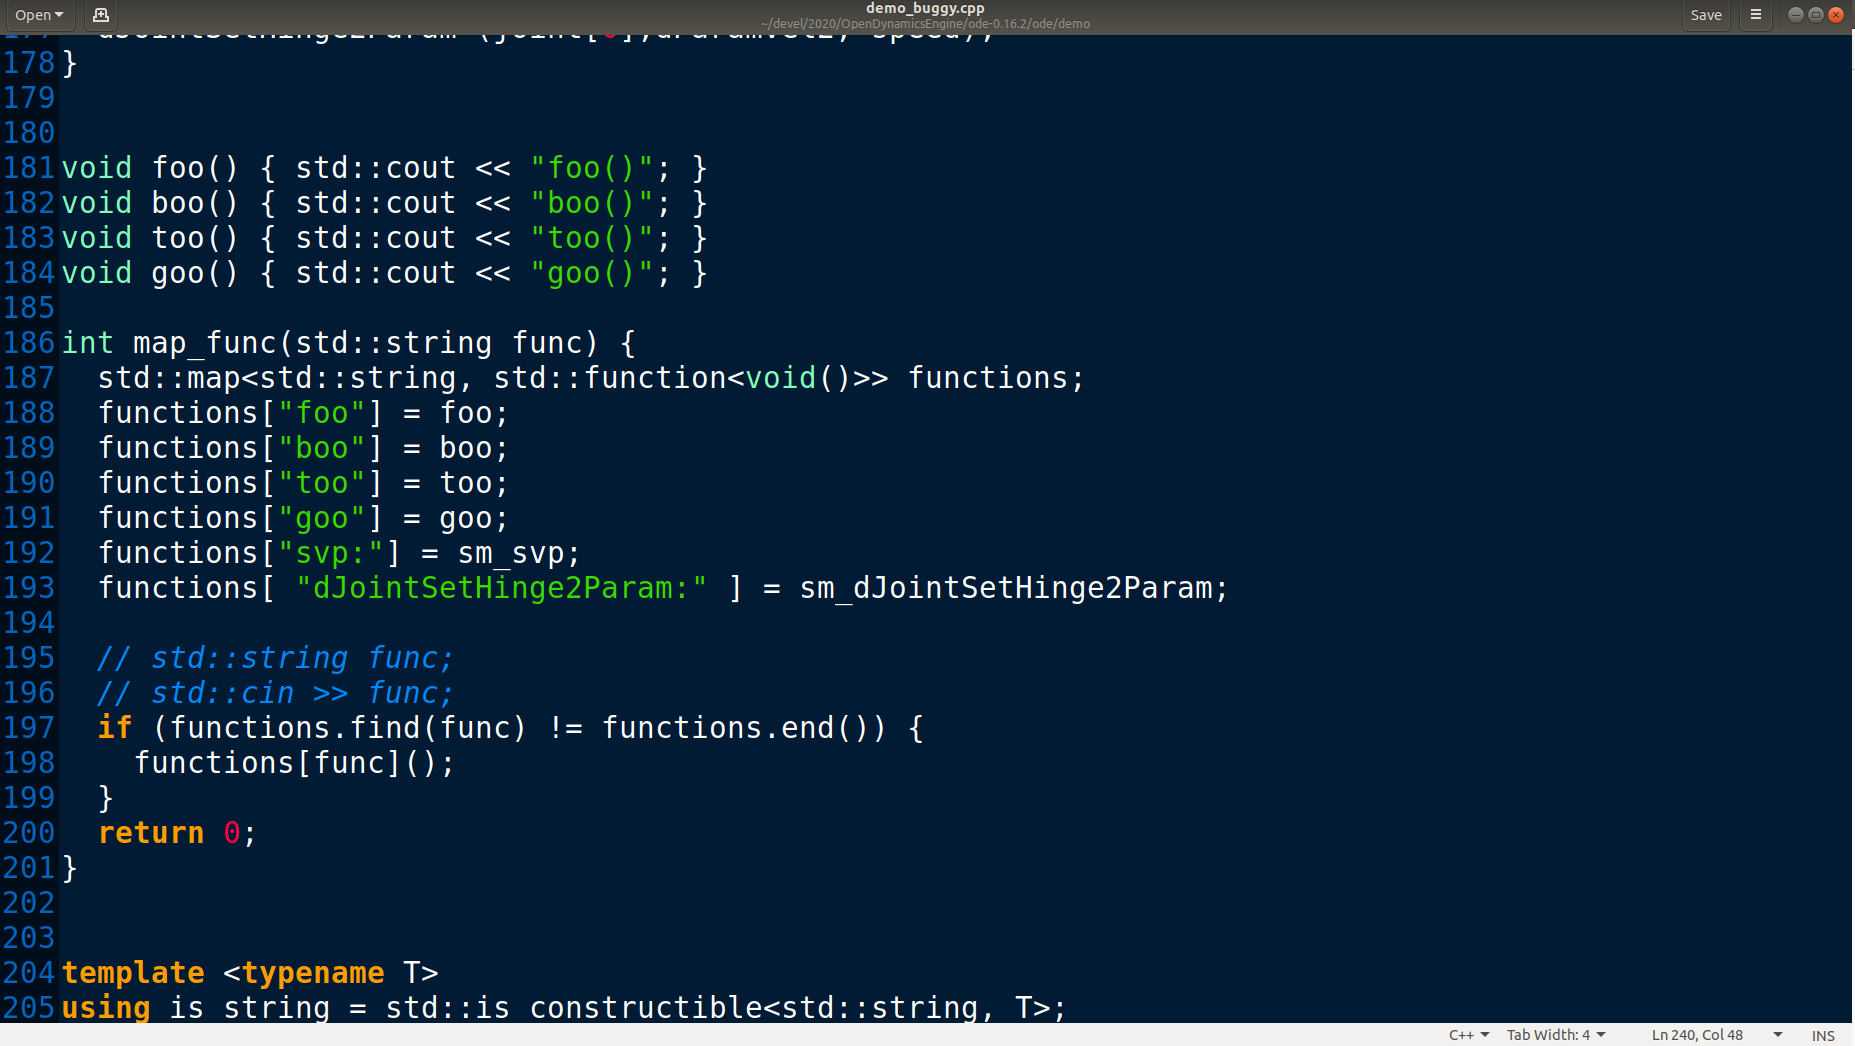 Open
demo_buggy.cpp
~/devel/2020/OpenDynamicsEngine/ode-0.16.2/ode/demo
Save
177 dJointSetHinge2Param (joint[0],dParamVel2, speed);
178 }
179
180
181 void foo() { std::cout << "foo()"; }
182 void boo() { std::cout << "boo()"; }
183 void too() { std::cout << "too()"; }
184 void goo() { std::cout << "goo()"; }
185
186 int map_func(std::string func) {
187   std::map<std::string, std::function<void()>> functions;
188   functions["foo"] = foo;
189   functions["boo"] = boo;
190   functions["too"] = too;
191   functions["goo"] = goo;
192   functions["svp:"] = sm_svp;
193   functions[ "dJointSetHinge2Param:" ] = sm_dJointSetHinge2Param;
194
195   // std::string func;
196   // std::cin >> func;
197   if (functions.find(func) != functions.end()) {
198     functions[func]();
199   }
200   return 0;
201 }
202
203
204 template <typename T>
205 using is_string = std::is_constructible<std::string, T>;
C++ Tab Width: 4 Ln 240, Col 48 INS